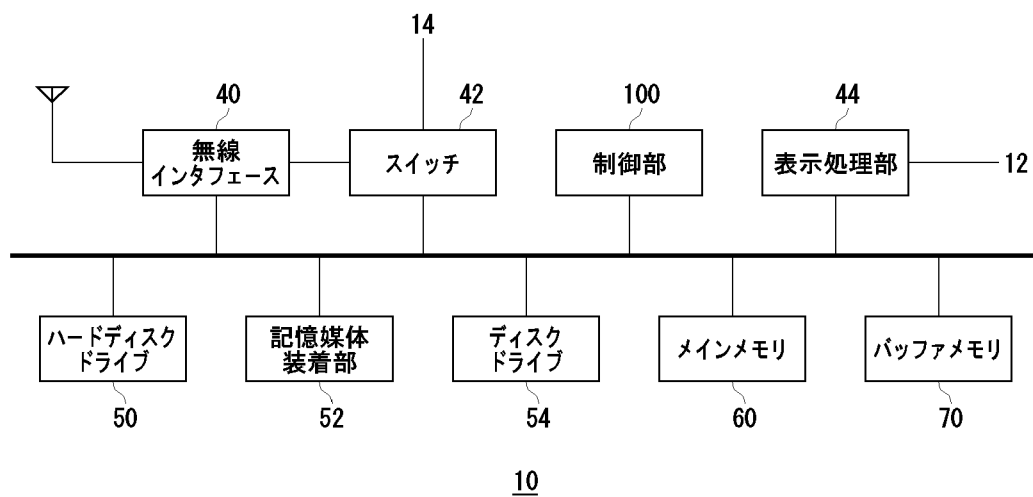 14
40
42
100
44
無線
インタフェース
スイッチ
制御部
表示処理部
12
ハードディスク
ドライブ
記憶媒体
装着部
ディスク
ドライブ
メインメモリ
バッファメモリ
50
52
54
60
70
10